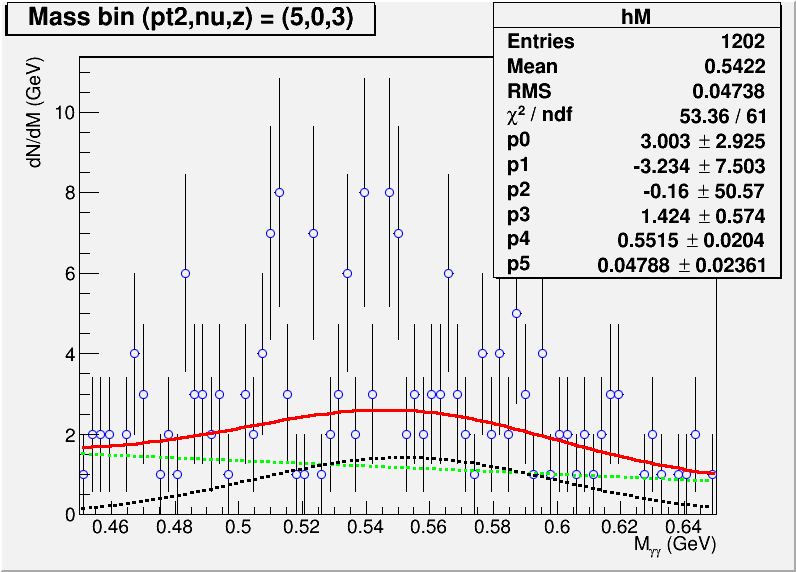 Mass bin (pt2,nu,z) = (5,0,3)
hM
Entries 1202
Mean 0.5422
RMS 0.04738
χ² / ndf 53.36 / 61
p0 3.003 ± 2.925
p1 -3.234 ± 7.503
p2 -0.16 ± 50.57
p3 1.424 ± 0.574
p4 0.5515 ± 0.0204
p5 0.04788 ± 0.02361
dN/dM (GeV)
10
8
6
4
2
0
0.46 0.48 0.5 0.52 0.54 0.56 0.58 0.6 0.62 0.64
Mγγ (GeV)